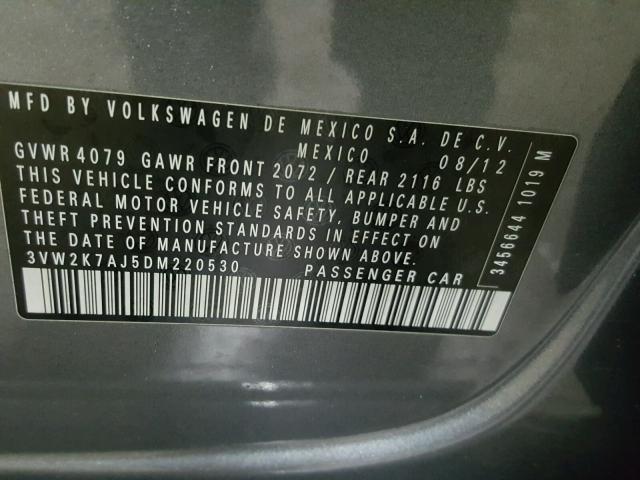 MFD BY VOLKSWAGEN DE MEXICO S.A. DE C.V.
MEXICO 08/12
GVWR 4079 GAWR FRONT 2072 / REAR 2116 LBS
THIS VEHICLE CONFORMS TO ALL APPLICABLE U.S.
FEDERAL MOTOR VEHICLE SAFETY, BUMPER AND
THEFT PREVENTION STANDARDS IN EFFECT ON
THE DATE OF MANUFACTURE SHOWN ABOVE.
3VW2K7AJ5DM220530 PASSENGER CAR
3456644 1019 M